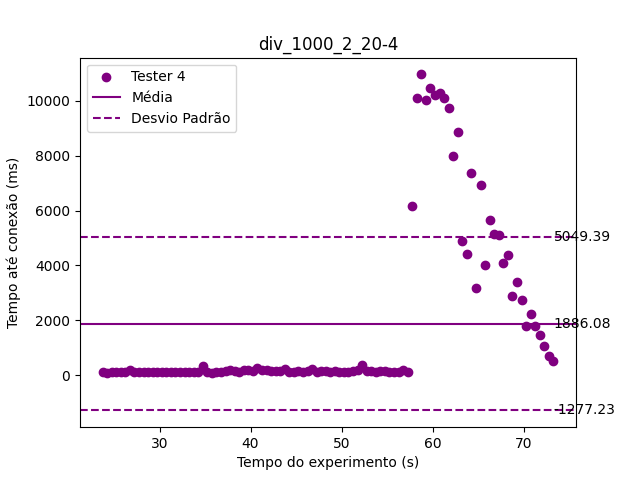 div_1000_2_20-4
Tester 4
Média
Desvio Padrão
Tempo até conexão (ms)
10000
8000
6000
4000
2000
0
5049.39
1886.08
-1277.23
30
40
50
60
70
Tempo do experimento (s)